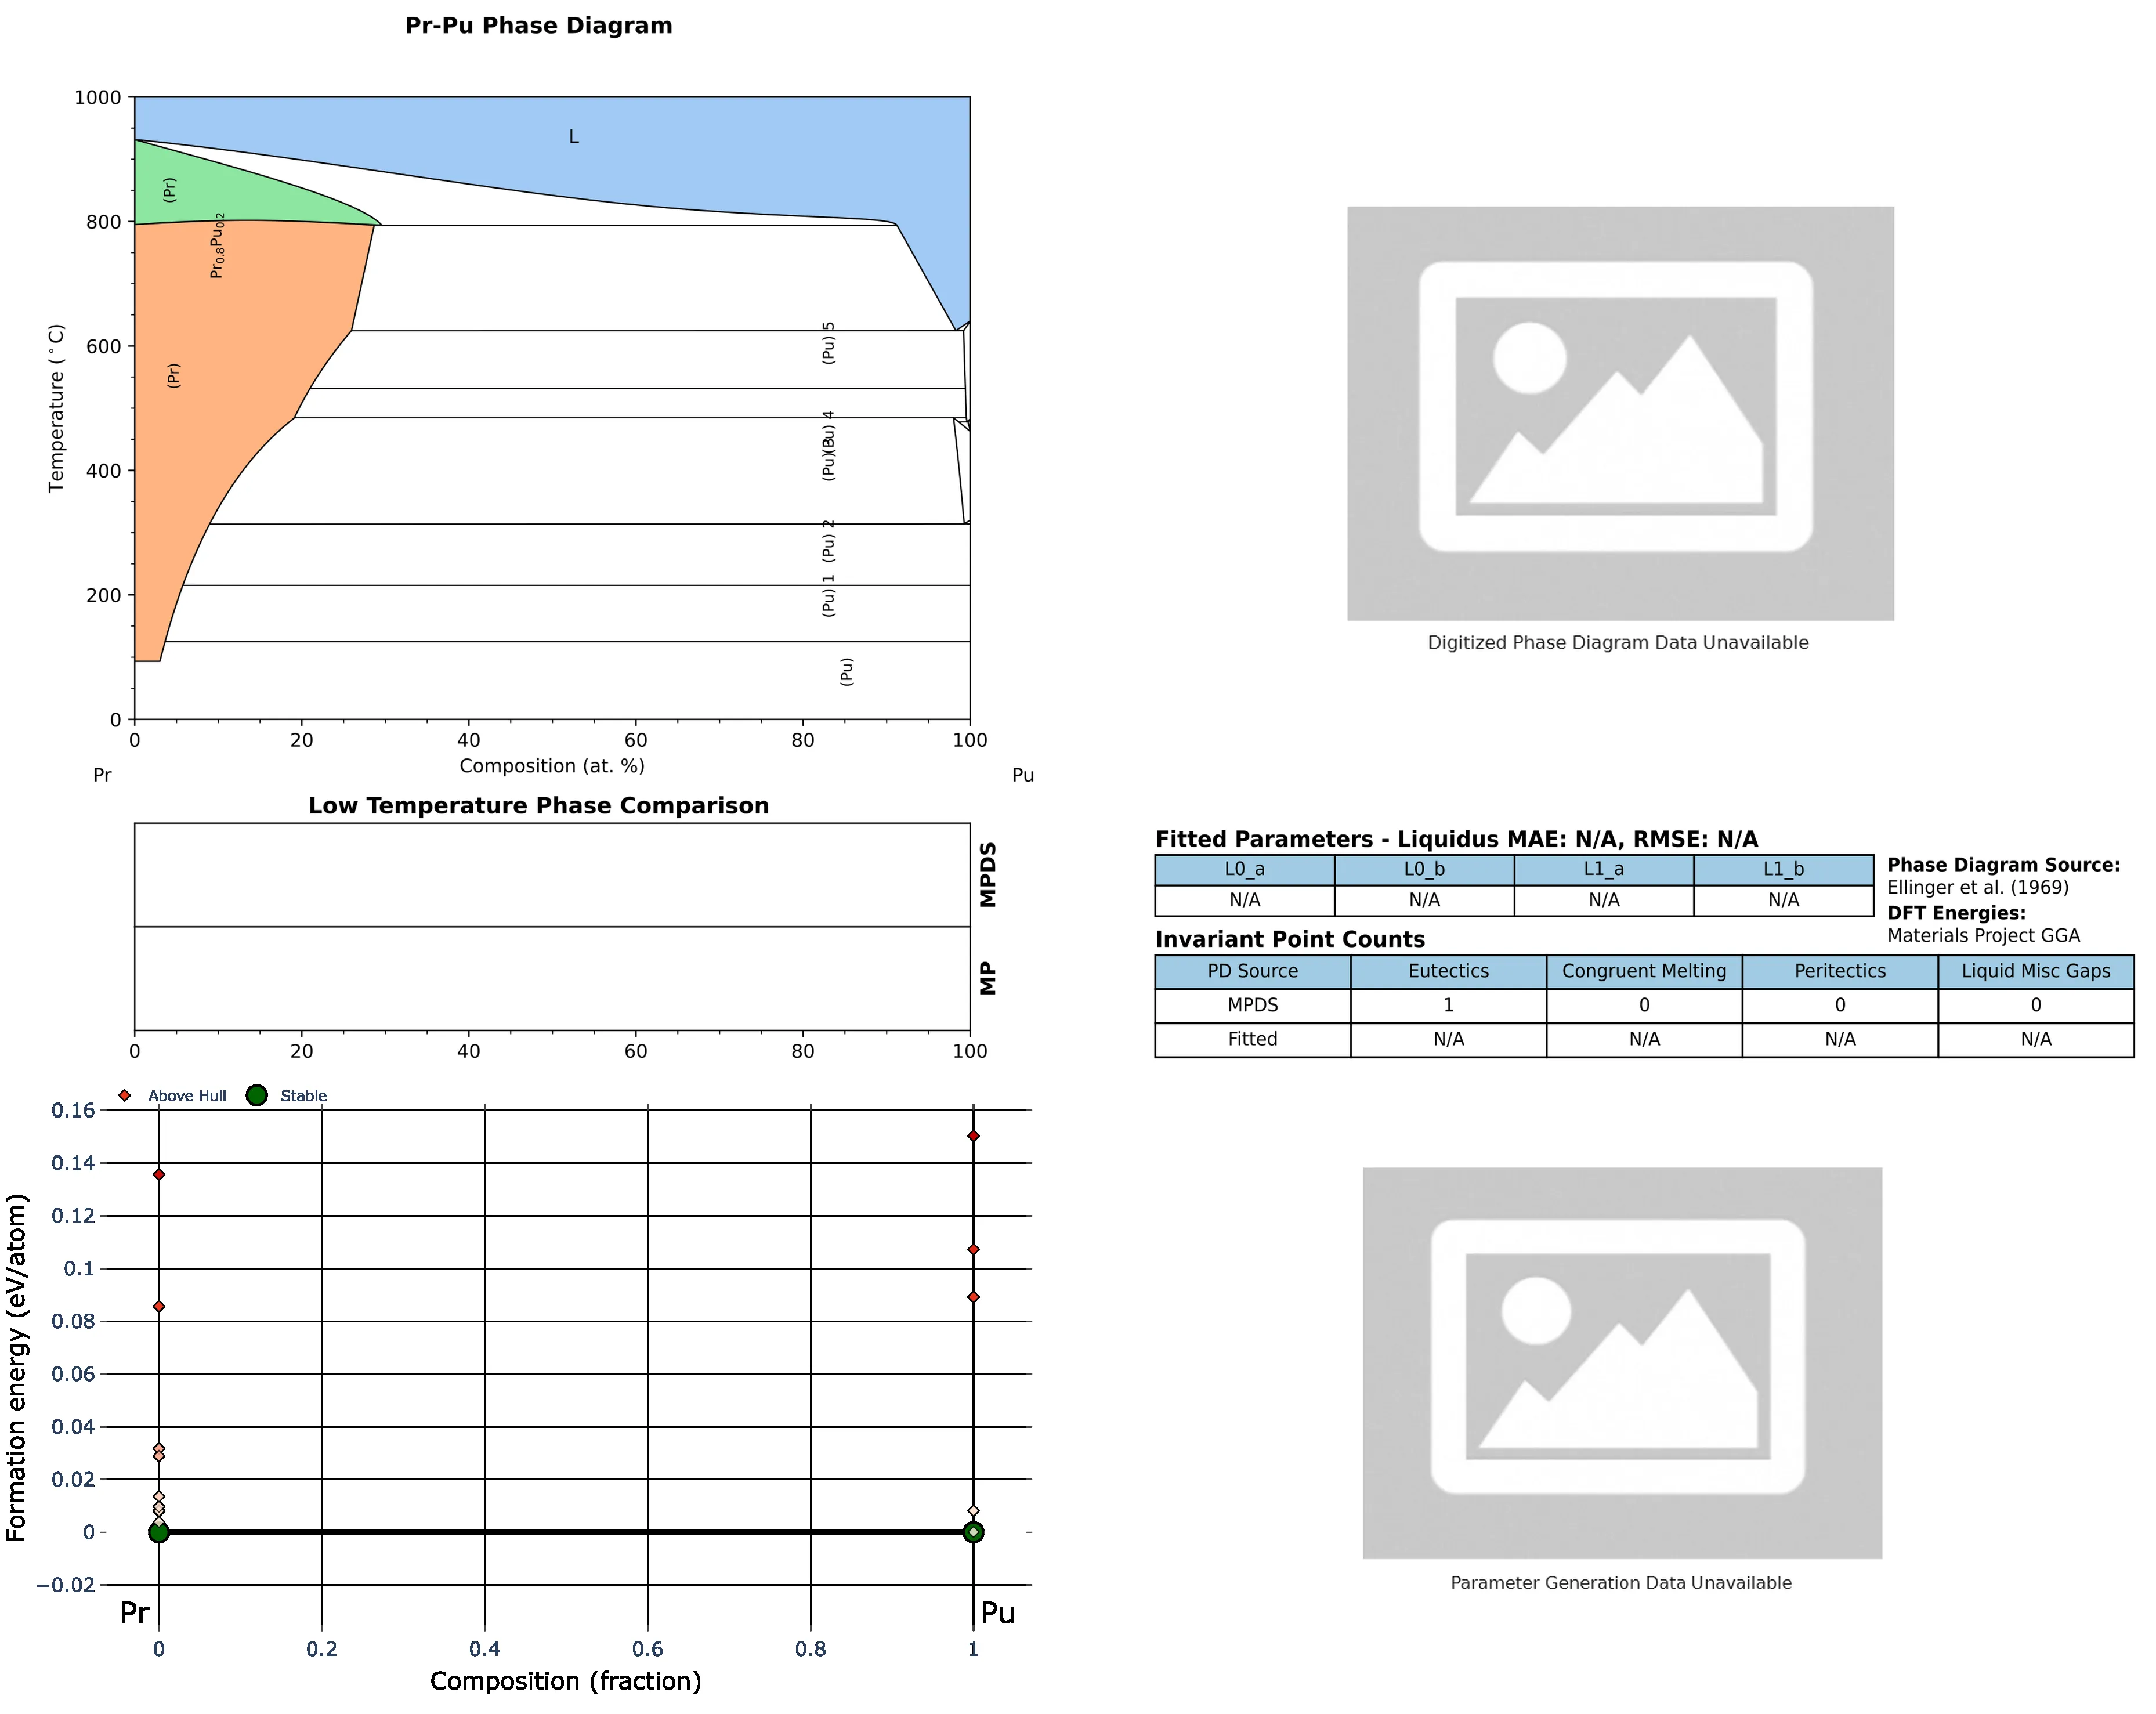 Pr-Pu Phase Diagram
1000
800
600
400
200
0
Temperature (°C)
L
(Pr)
Pr0.8Pu0.2
(Pr)
(Pu) 5
(Pu) 4
(Pu) 3
(Pu) 2
(Pu) 1
(Pu)
0 20 40 60 80 100
Composition (at. %)
Pr Pu
Digitized Phase Diagram Data Unavailable
Low Temperature Phase Comparison
MPDS
MP
0 20 40 60 80 100
Fitted Parameters - Liquidus MAE: N/A, RMSE: N/A
L0_a L0_b L1_a L1_b
N/A N/A N/A N/A
Phase Diagram Source:
Ellinger et al. (1969)
DFT Energies:
Materials Project GGA
Invariant Point Counts
PD Source Eutectics Congruent Melting Peritectics Liquid Misc Gaps
MPDS 1 0 0 0
Fitted N/A N/A N/A N/A
Above Hull Stable
0.16
0.14
0.12
0.1
0.08
0.06
0.04
0.02
0
−0.02
Formation energy (eV/atom)
Pr Pu
0 0.2 0.4 0.6 0.8 1
Composition (fraction)
Parameter Generation Data Unavailable